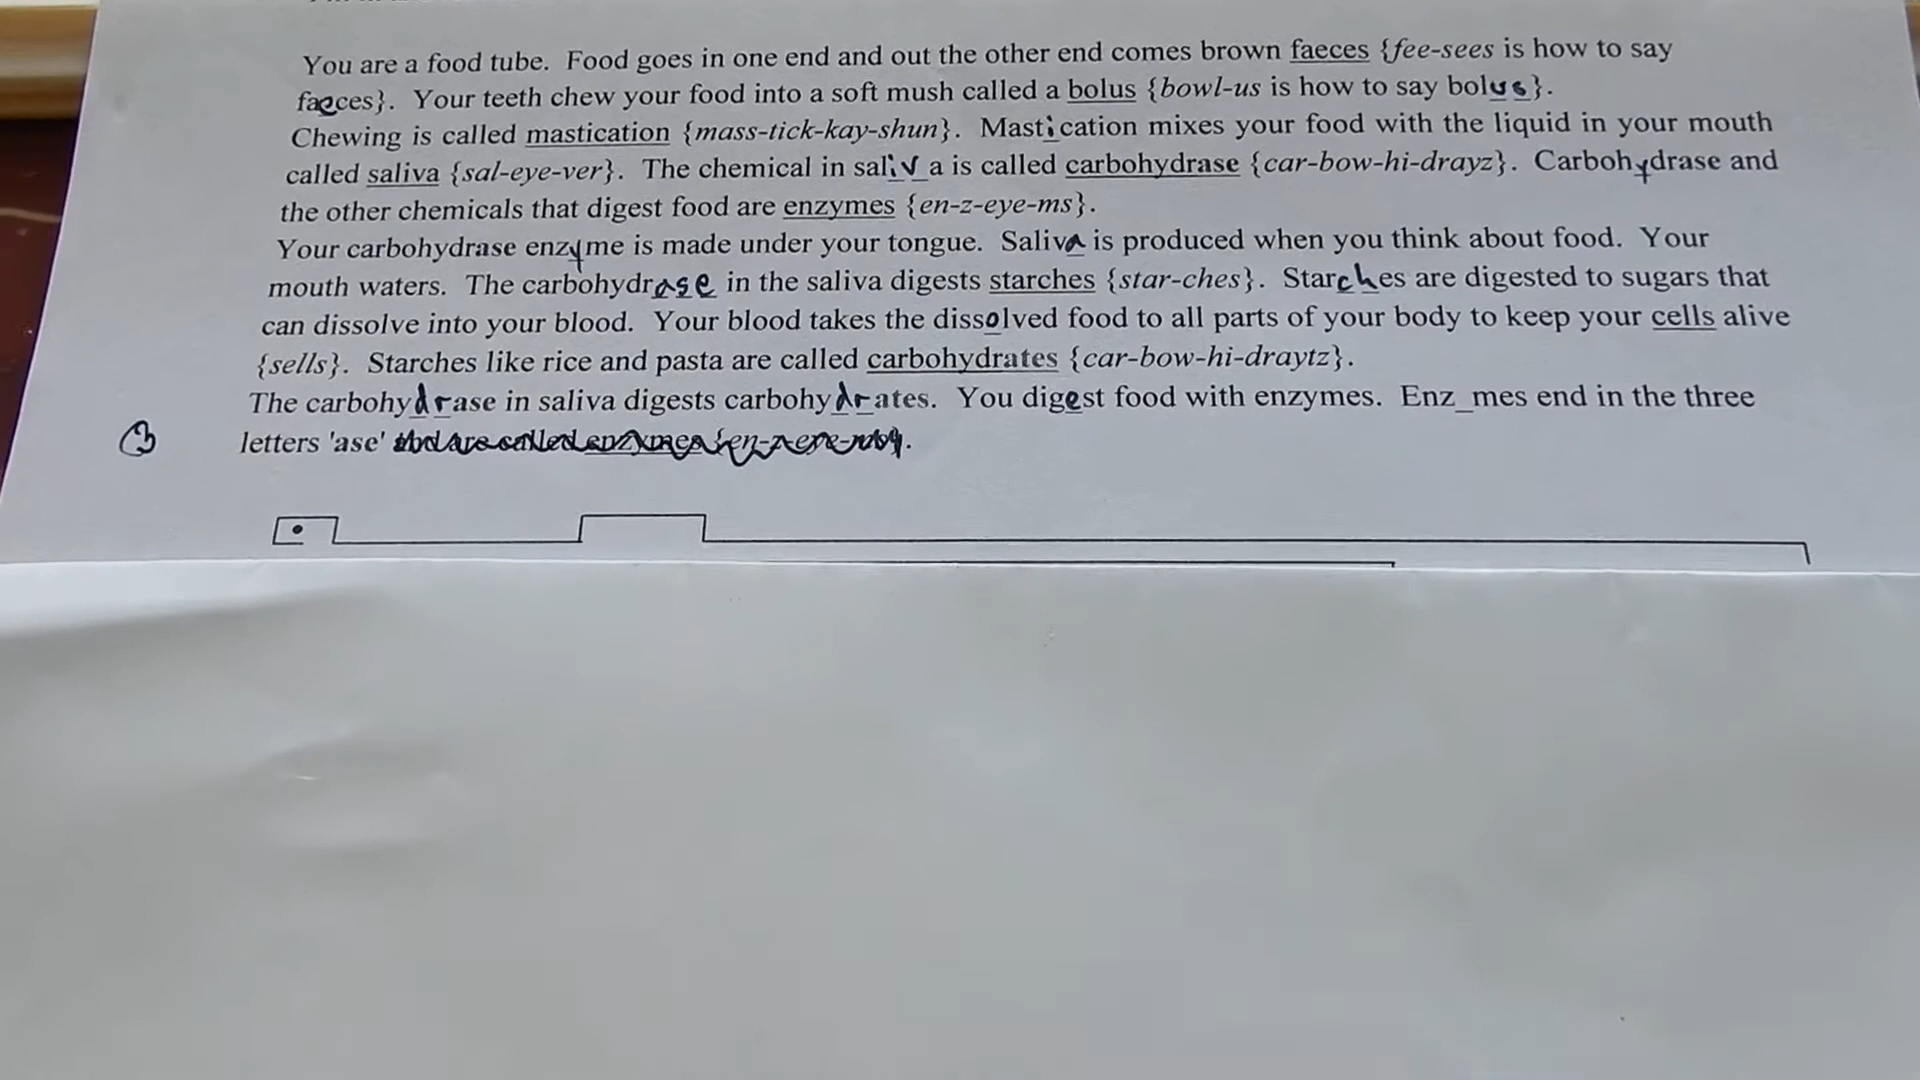 You are a food tube. Food goes in one end and out the other end comes brown faeces {fee-sees is how to say
faeces}. Your teeth chew your food into a soft mush called a bolus {bowl-us is how to say bolus}.
Chewing is called mastication {mass-tick-kay-shun}. Mastication mixes your food with the liquid in your mouth
called saliva {sal-eye-ver}. The chemical in saliva is called carbohydrase {car-bow-hi-drayz}. Carbohydrase and
the other chemicals that digest food are enzymes {en-z-eye-ms}.
Your carbohydrase enzyme is made under your tongue. Saliva is produced when you think about food. Your
mouth waters. The carbohydrase in the saliva digests starches {star-ches}. Starches are digested to sugars that
can dissolve into your blood. Your blood takes the dissolved food to all parts of your body to keep your cells alive
{sells}. Starches like rice and pasta are called carbohydrates {car-bow-hi-draytz}.
The carbohydrase in saliva digests carbohydrates. You digest food with enzymes. Enz_mes end in the three
letters 'ase' and are called enzymes